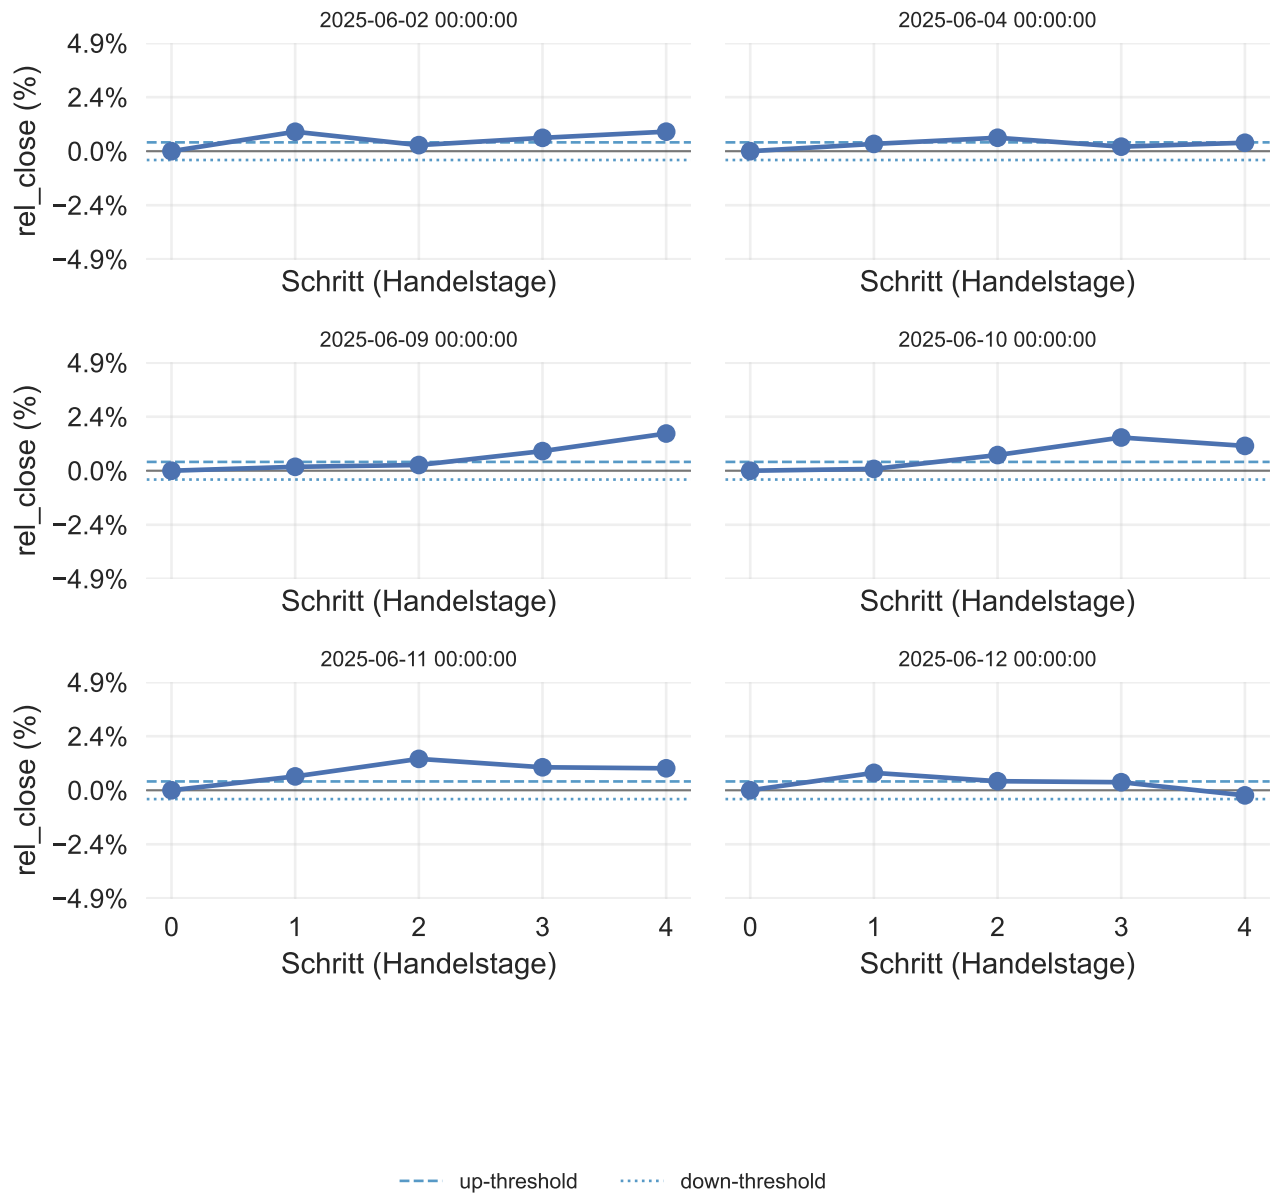 2025-06-02 00:00:00
2025-06-04 00:00:00
4.9%
2.4%
0.0%
−2.4%
−4.9%
rel_close (%)
Schritt (Handelstage)
Schritt (Handelstage)
2025-06-09 00:00:00
2025-06-10 00:00:00
4.9%
2.4%
0.0%
−2.4%
−4.9%
rel_close (%)
Schritt (Handelstage)
Schritt (Handelstage)
2025-06-11 00:00:00
2025-06-12 00:00:00
4.9%
2.4%
0.0%
−2.4%
−4.9%
rel_close (%)
0 1 2 3 4
0 1 2 3 4
Schritt (Handelstage)
Schritt (Handelstage)
up-threshold
down-threshold